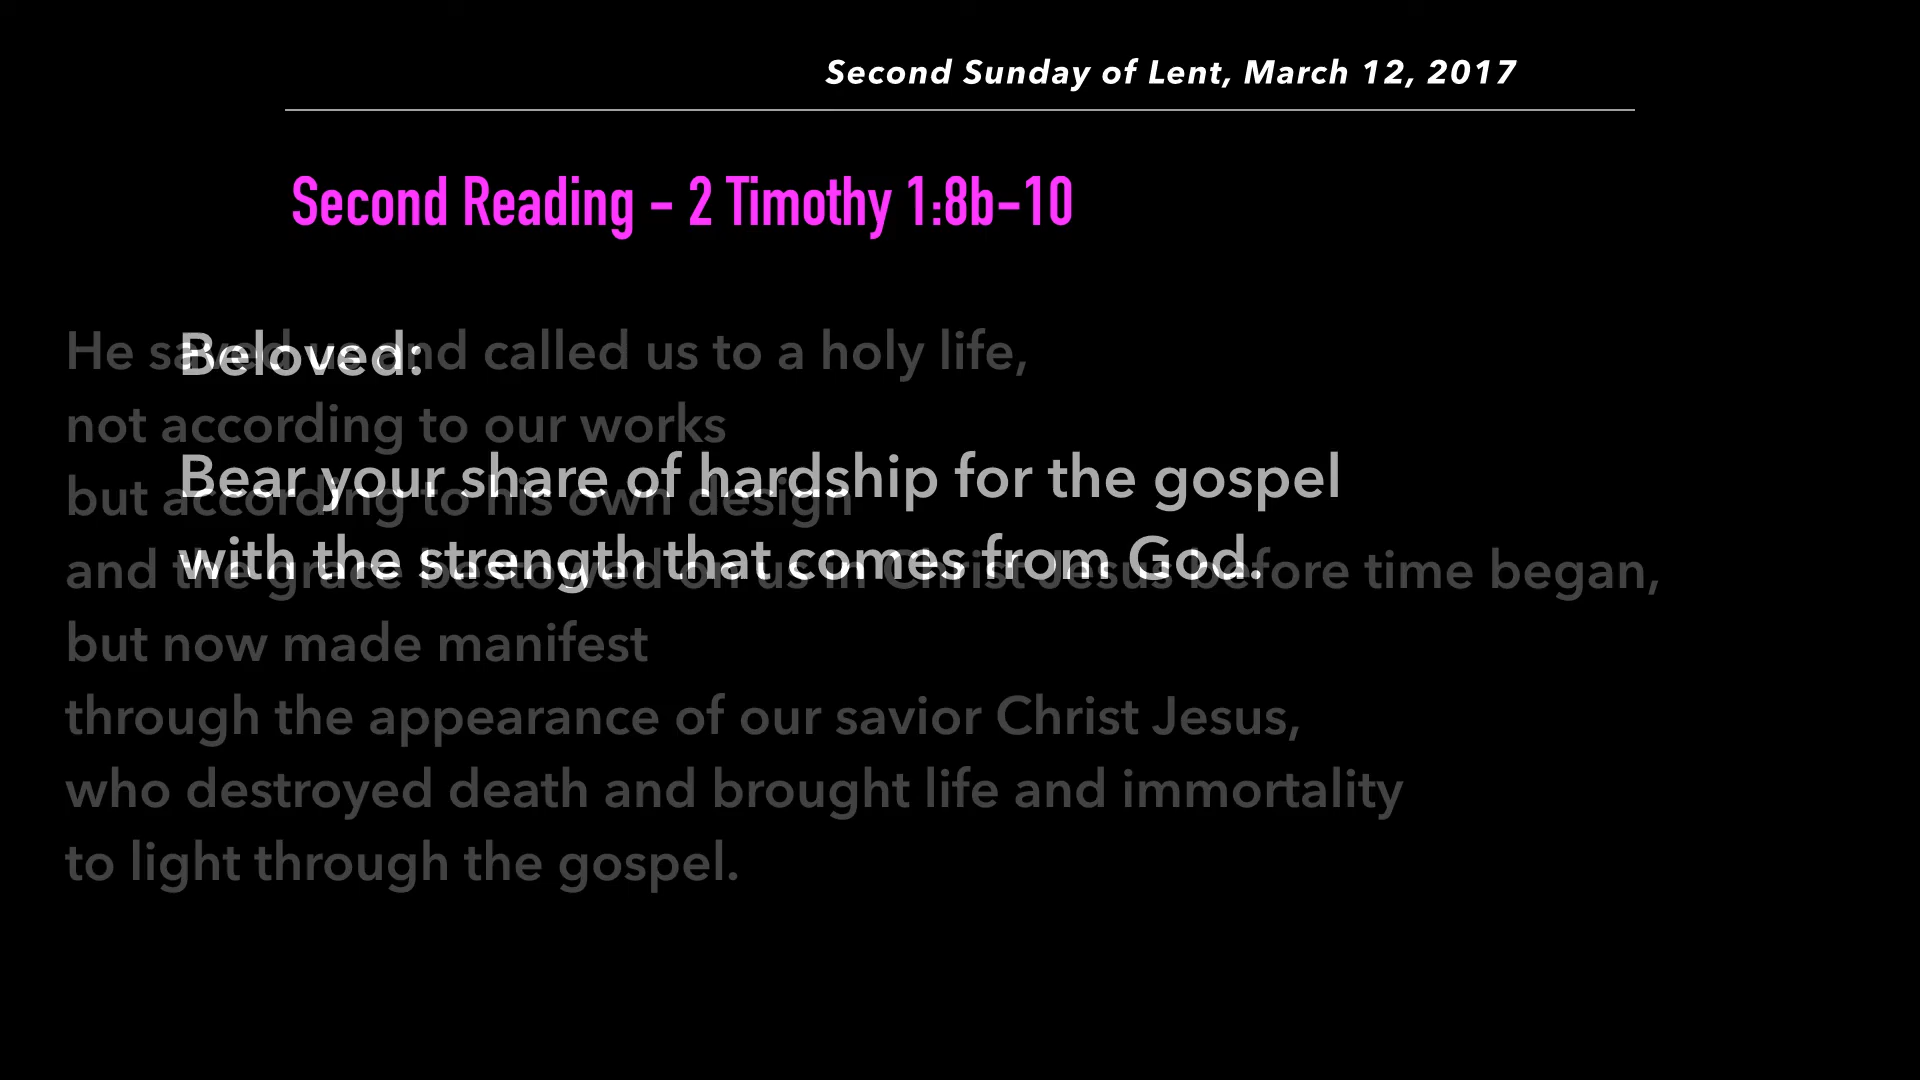 Second Sunday of Lent, March 12, 2017
Second Reading – 2 Timothy 1:8b–10
Beloved:
Bear your share of hardship for the gospel
with the strength that comes from God.
He saved us and called us to a holy life,
not according to our works
but according to his own design
and the grace bestowed on us in Christ Jesus before time began,
but now made manifest
through the appearance of our savior Christ Jesus,
who destroyed death and brought life and immortality
to light through the gospel.